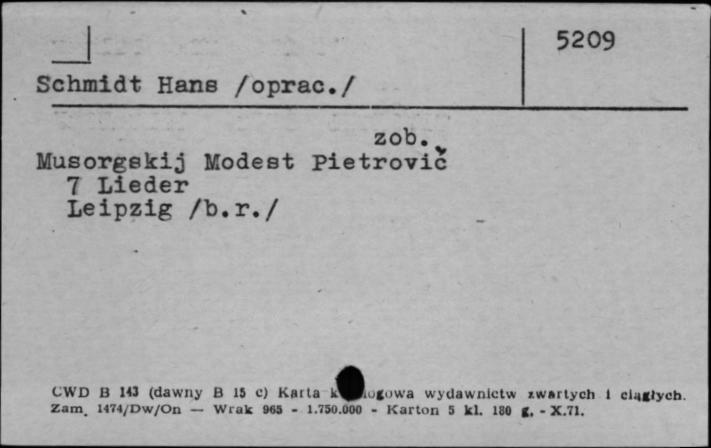 5209
Schmidt Hans /oprac./
zob.
Musorgskij Modest Pietrovič
7 Lieder
Leipzig /b.r./
CWD B 143 (dawny B 15 c) Karta wydawnictw zwartych i ciągłych.
Zam. 1474/Dw/On — Wrak 965 - 1.750.000 - Karton 5 kl. 180 g. - X.71.